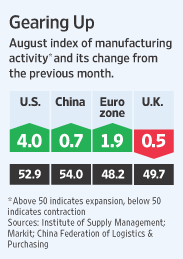 Gearing Up
August index of manufacturing
activity* and its change from
the previous month.
U.S. China Euro zone U.K.
4.0 0.7 1.9 0.5
52.9 54.0 48.2 49.7
*Above 50 indicates expansion, below 50
indicates contraction
Sources: Institute of Supply Management;
Markit; China Federation of Logistics &
Purchasing